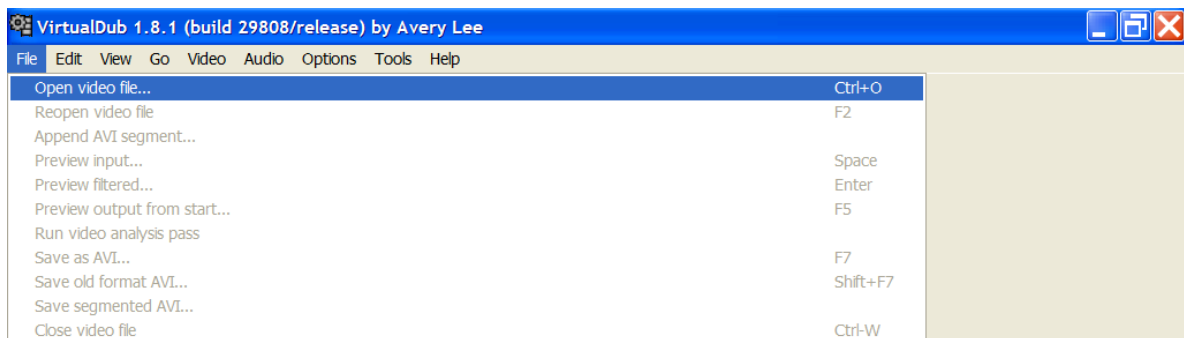 VirtualDub 1.8.1 (build 29808/release) by Avery Lee
File Edit View Go Video Audio Options Tools Help
Open video file... Ctrl+O
Reopen video file F2
Append AVI segment...
Preview input... Space
Preview filtered... Enter
Preview output from start... F5
Run video analysis pass
Save as AVI... F7
Save old format AVI... Shift+F7
Save segmented AVI...
Close video file Ctrl-W